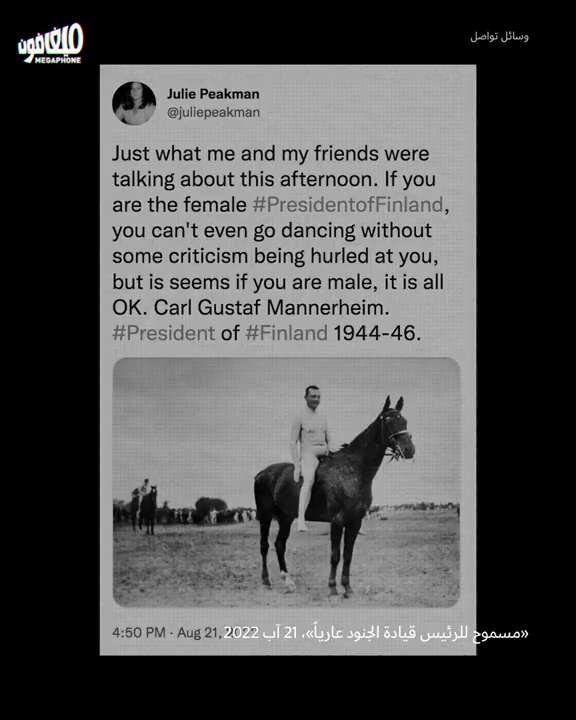 ميغافون
MEGAPHONE
وسائل تواصل
Julie Peakman
@juliepeakman
Just what me and my friends were
talking about this afternoon. If you
are the female #PresidentofFinland,
you can't even go dancing without
some criticism being hurled at you,
but is seems if you are male, it is all
OK. Carl Gustaf Mannerheim.
#President of #Finland 1944-46.
4:50 PM · Aug 21,
«مسموح للرئيس قيادة الجنود عارياً»، 21 آب 2022